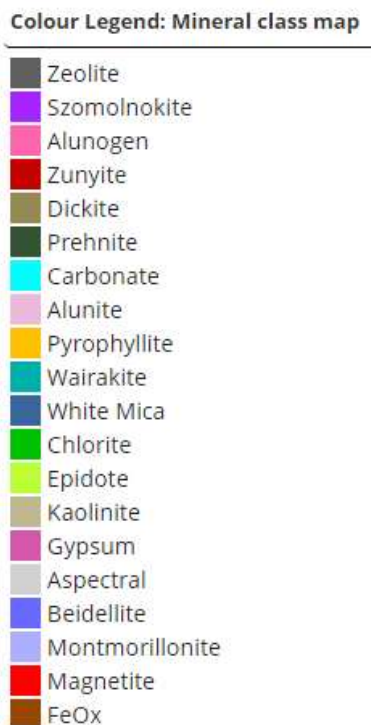 Colour Legend: Mineral class map
Zeolite
Szomolnokite
Alunogen
Zunyite
Dickite
Prehnite
Carbonate
Alunite
Pyrophyllite
Wairakite
White Mica
Chlorite
Epidote
Kaolinite
Gypsum
Aspectral
Beidellite
Montmorillonite
Magnetite
FeOx